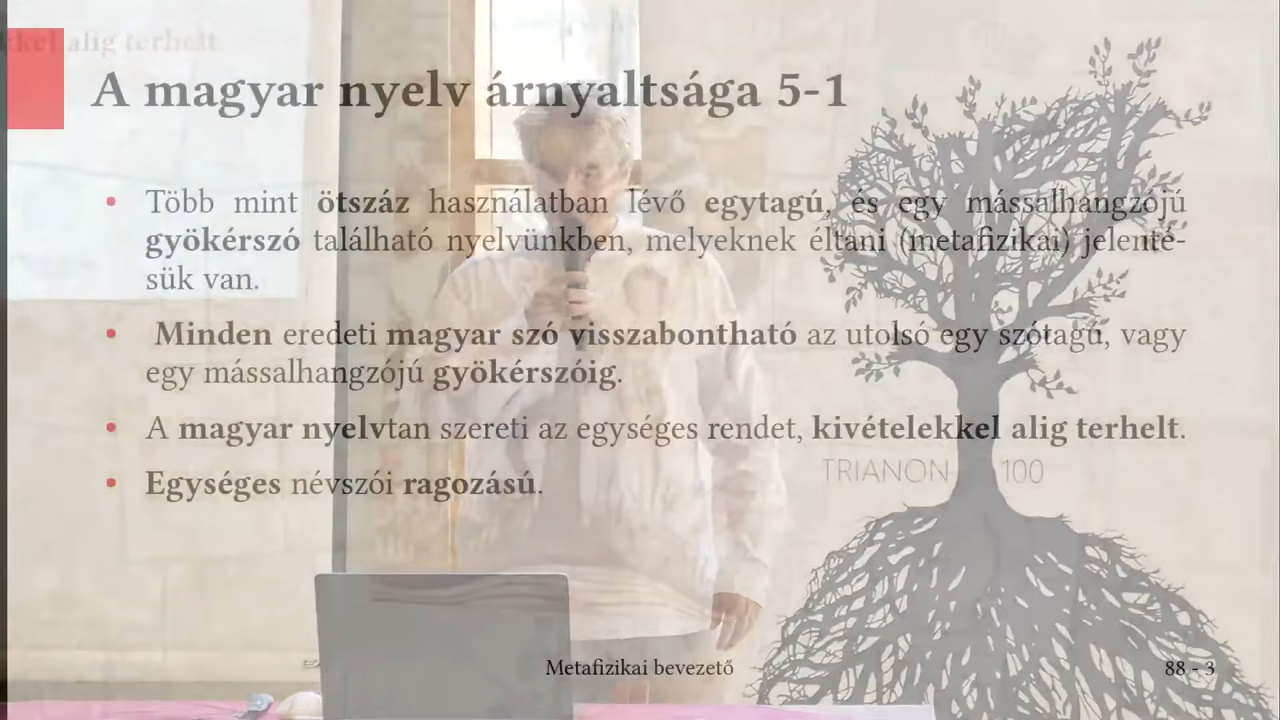 kkel alig terhelt.
A magyar nyelv árnyaltsága 5-1
• Több mint ötszáz használatban lévő egytagú, és egy mássalhangzójú
gyökérszó található nyelvünkben, melyeknek éltani (metafizikai) jelenté-
sük van.
• Minden eredeti magyar szó visszabontható az utolsó egy szótagú, vagy
egy mássalhangzójú gyökérszóig.
• A magyar nyelvtan szereti az egységes rendet, kivételekkel alig terhelt.
TRIANON 100
• Egységes névszói ragozású.
Metafizikai bevezető
88 - 3